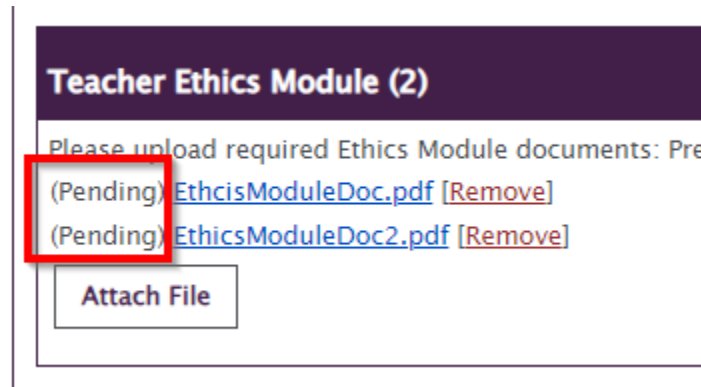 Teacher Ethics Module (2)
Please upload required Ethics Module documents:
(Pending) EthcisModuleDoc.pdf [Remove]
(Pending) EthicsModuleDoc2.pdf [Remove]
Attach File